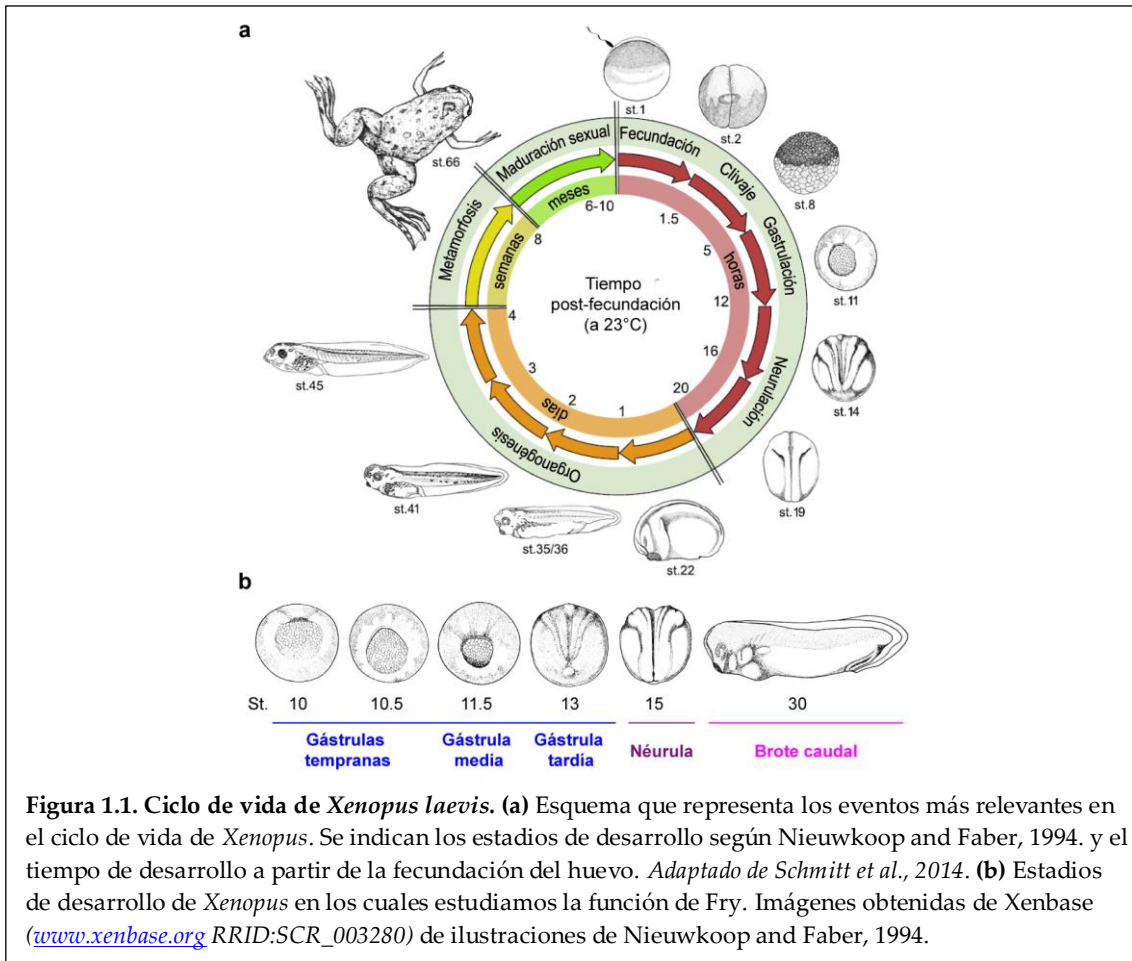 a
st.1
st.2
st.8
st.11
st.14
st.19
st.22
st.35/36
st.41
st.45
st.66
Fecundación
Clivaje
Gastrulación
Neurulación
Organogénesis
Metamorfosis
Maduración sexual
horas
días
semanas
meses
1.5
5
12
16
20
1
2
3
4
8
6-10
Tiempo
post-fecundación
(a 23°C)
b
St. 10 10.5 11.5 13 15 30
Gástrulas tempranas
Gástrula media
Gástrula tardía
Néurula
Brote caudal
Figura 1.1. Ciclo de vida de Xenopus laevis. (a) Esquema que representa los eventos más relevantes en
el ciclo de vida de Xenopus. Se indican los estadios de desarrollo según Nieuwkoop and Faber, 1994. y el
tiempo de desarrollo a partir de la fecundación del huevo. Adaptado de Schmitt et al., 2014. (b) Estadios
de desarrollo de Xenopus en los cuales estudiamos la función de Fry. Imágenes obtenidas de Xenbase
(www.xenbase.org RRID:SCR_003280) de ilustraciones de Nieuwkoop and Faber, 1994.